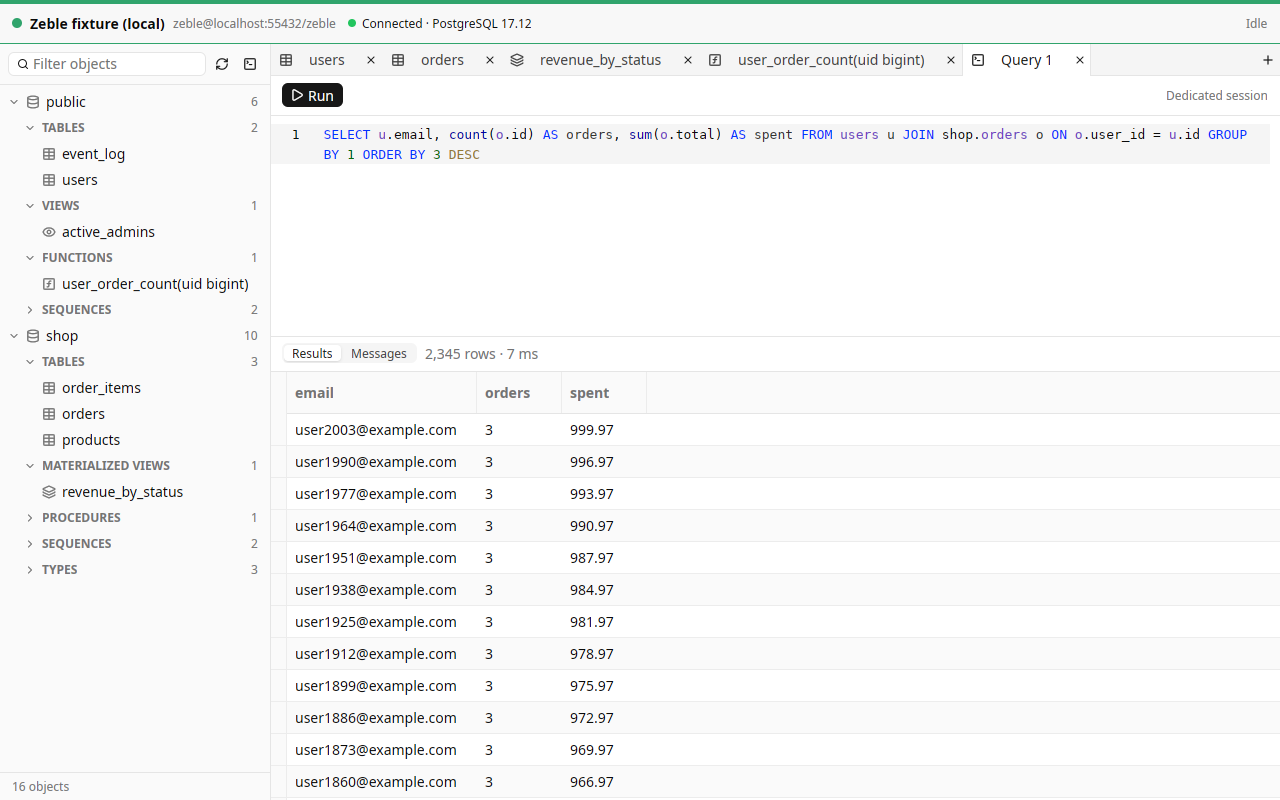 Zeble fixture (local) zeble@localhost:55432/zeble Connected · PostgreSQL 17.12 Idle
Filter objects
public 6
TABLES 2
event_log
users
VIEWS 1
active_admins
FUNCTIONS 1
user_order_count(uid bigint)
SEQUENCES 2
shop 10
TABLES 3
order_items
orders
products
MATERIALIZED VIEWS 1
revenue_by_status
PROCEDURES 1
SEQUENCES 2
TYPES 3
16 objects
users orders revenue_by_status user_order_count(uid bigint) Query 1
Run Dedicated session
1 SELECT u.email, count(o.id) AS orders, sum(o.total) AS spent FROM users u JOIN shop.orders o ON o.user_id = u.id GROUP
BY 1 ORDER BY 3 DESC
Results Messages 2,345 rows · 7 ms
email orders spent
user2003@example.com 3 999.97
user1990@example.com 3 996.97
user1977@example.com 3 993.97
user1964@example.com 3 990.97
user1951@example.com 3 987.97
user1938@example.com 3 984.97
user1925@example.com 3 981.97
user1912@example.com 3 978.97
user1899@example.com 3 975.97
user1886@example.com 3 972.97
user1873@example.com 3 969.97
user1860@example.com 3 966.97